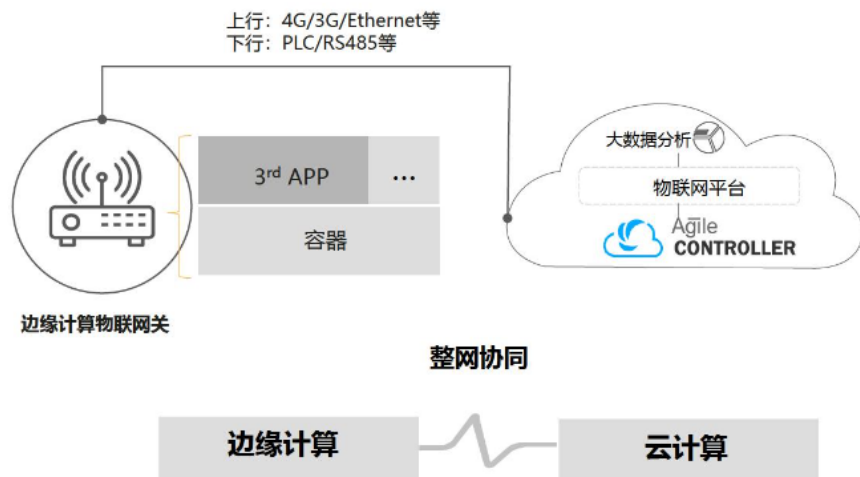 上行：4G/3G/Ethernet等
下行：PLC/RS485等
大数据分析
3rd APP
...
物联网平台
容器
Agile
CONTROLLER
边缘计算物联网关
整网协同
边缘计算
云计算